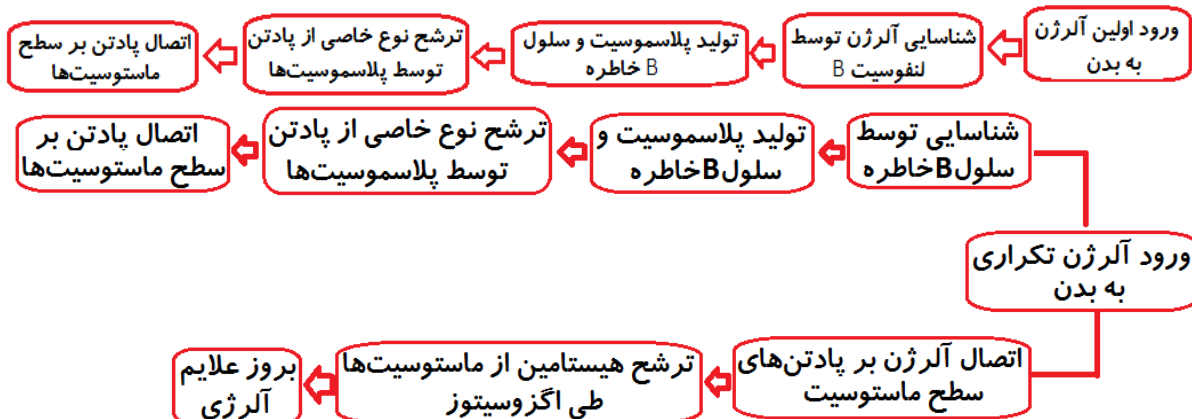 ورود اولین آلرژن
به بدن
شناسایی آلرژن توسط
لنفوسیت B
تولید پلاسموسیت و سلول
B خاطره
ترشح نوع خاصی از پادتن
توسط پلاسموسیت‌ها
اتصال پادتن بر سطح
ماستوسیت‌ها
ورود آلرژن تکراری
به بدن
شناسایی توسط
سلولBخاطره
تولید پلاسموسیت و
سلولBخاطره
ترشح نوع خاصی از پادتن
توسط پلاسموسیت‌ها
اتصال پادتن بر
سطح ماستوسیت‌ها
اتصال آلرژن بر پادتن‌های
سطح ماستوسیت
ترشح هیستامین از ماستوسیت‌ها
طی اگزوسیتوز
بروز علایم
آلرژی